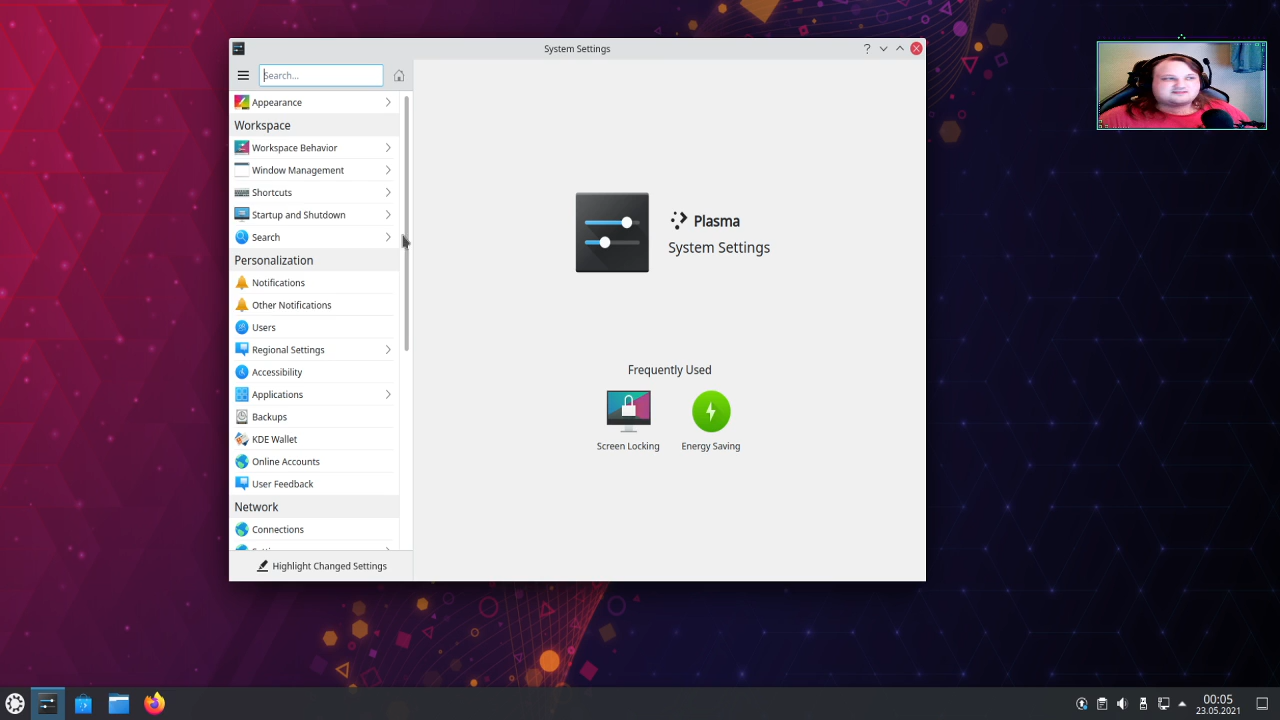 System Settings
Search...
Appearance
Workspace
Workspace Behavior
Window Management
Shortcuts
Startup and Shutdown
Search
Personalization
Notifications
Other Notifications
Users
Regional Settings
Accessibility
Applications
Backups
KDE Wallet
Online Accounts
User Feedback
Network
Connections
Highlight Changed Settings
Plasma
System Settings
Frequently Used
Screen Locking
Energy Saving
00:05
23.05.2021